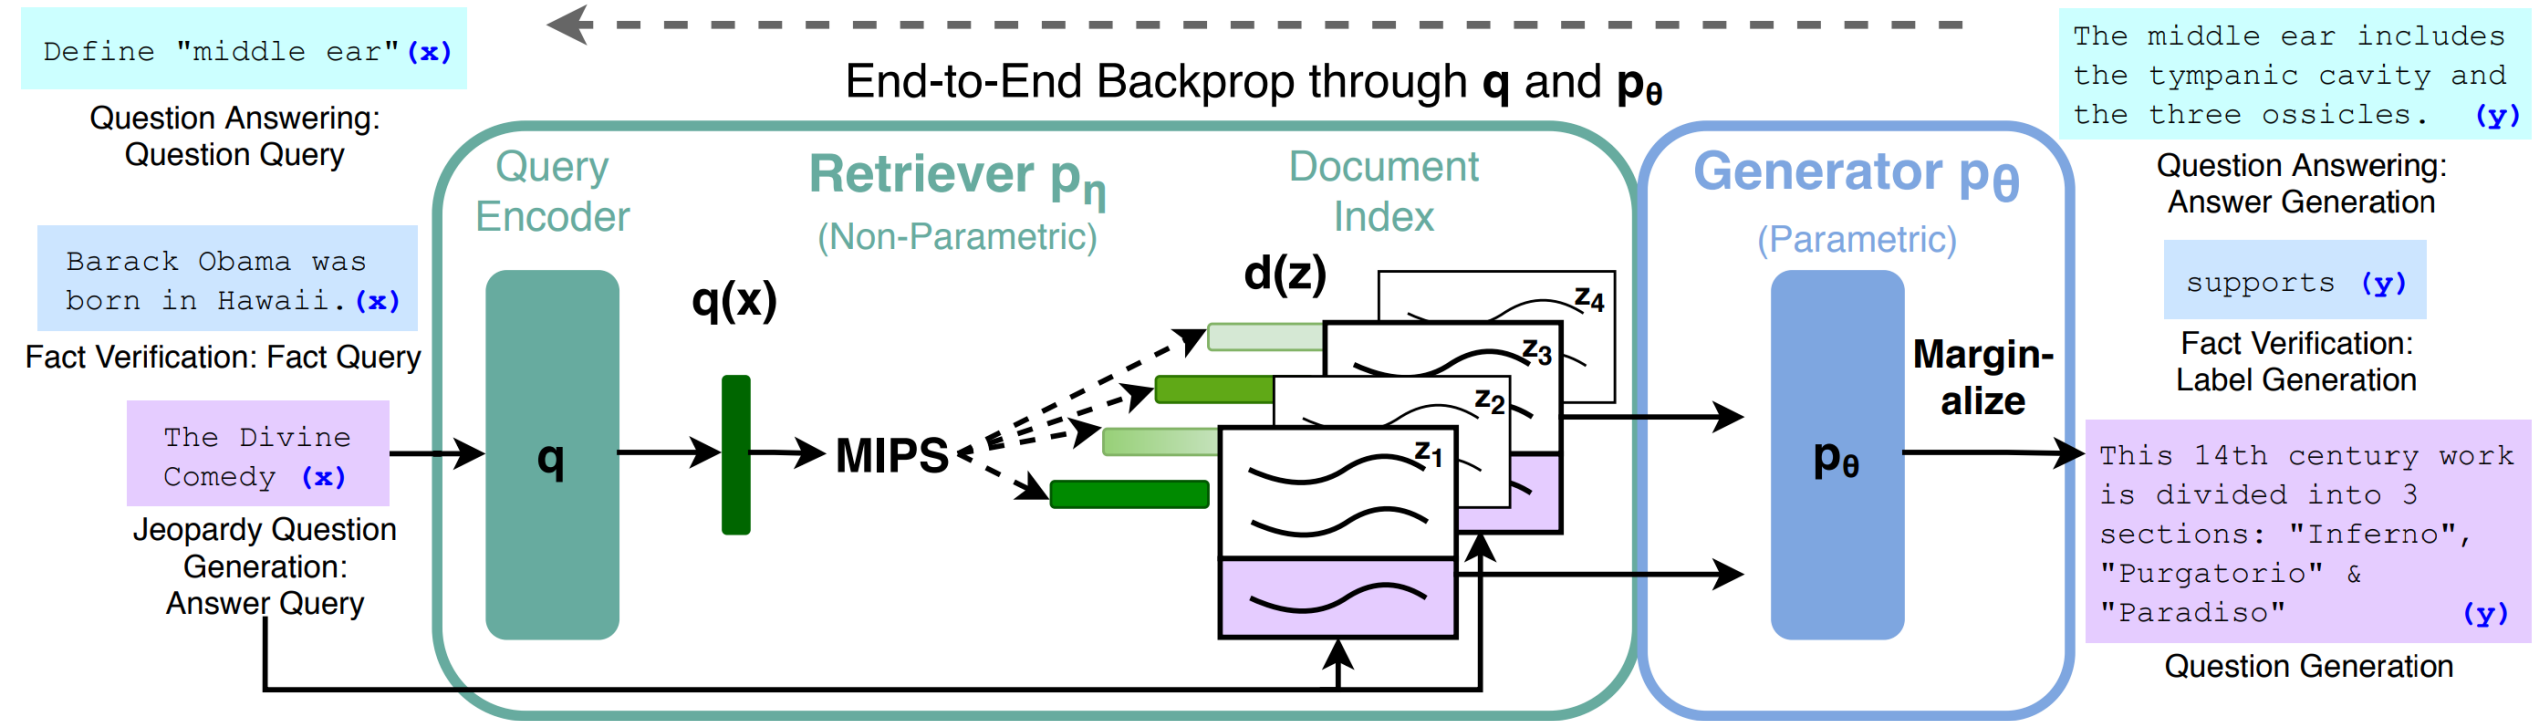 Define "middle ear"(x)
Question Answering:
Question Query
Barack Obama was
born in Hawaii.(x)
Fact Verification: Fact Query
The Divine
Comedy (x)
Jeopardy Question
Generation:
Answer Query
End-to-End Backprop through q and pθ
Query
Encoder
Retriever pη
(Non-Parametric)
Document
Index
q
q(x)
MIPS
d(z)
z4
z3
z2
z1
Generator pθ
(Parametric)
pθ
Margin-
alize
The middle ear includes
the tympanic cavity and
the three ossicles. (y)
Question Answering:
Answer Generation
supports (y)
Fact Verification:
Label Generation
This 14th century work
is divided into 3
sections: "Inferno",
"Purgatorio" &
"Paradiso" (y)
Question Generation